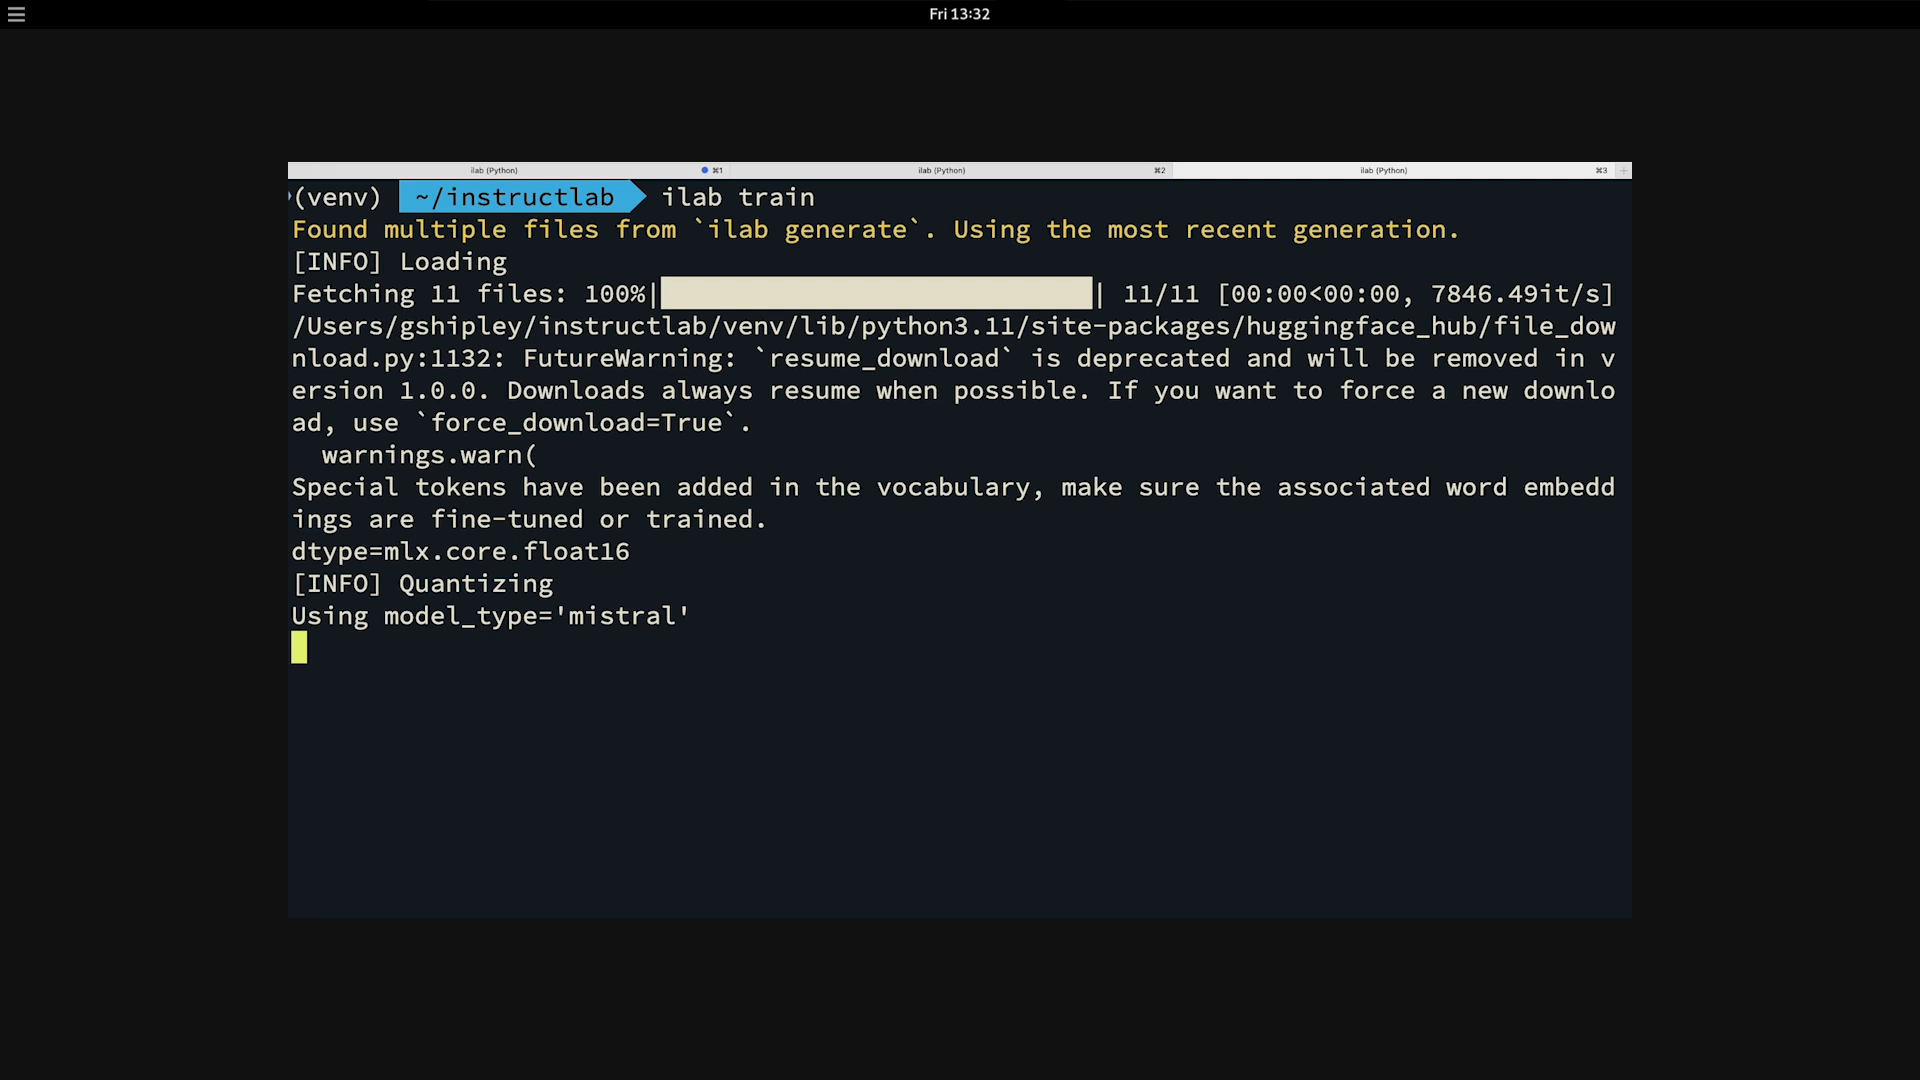 Fri 13:32
ilab (Python) ⌘1 ilab (Python) ⌘2 ilab (Python) ⌘3 +
(venv) ~/instructlab ilab train
Found multiple files from `ilab generate`. Using the most recent generation.
[INFO] Loading
Fetching 11 files: 100%| | 11/11 [00:00<00:00, 7846.49it/s]
/Users/gshipley/instructlab/venv/lib/python3.11/site-packages/huggingface_hub/file_dow
nload.py:1132: FutureWarning: `resume_download` is deprecated and will be removed in v
ersion 1.0.0. Downloads always resume when possible. If you want to force a new downlo
ad, use `force_download=True`.
  warnings.warn(
Special tokens have been added in the vocabulary, make sure the associated word embedd
ings are fine-tuned or trained.
dtype=mlx.core.float16
[INFO] Quantizing
Using model_type='mistral'